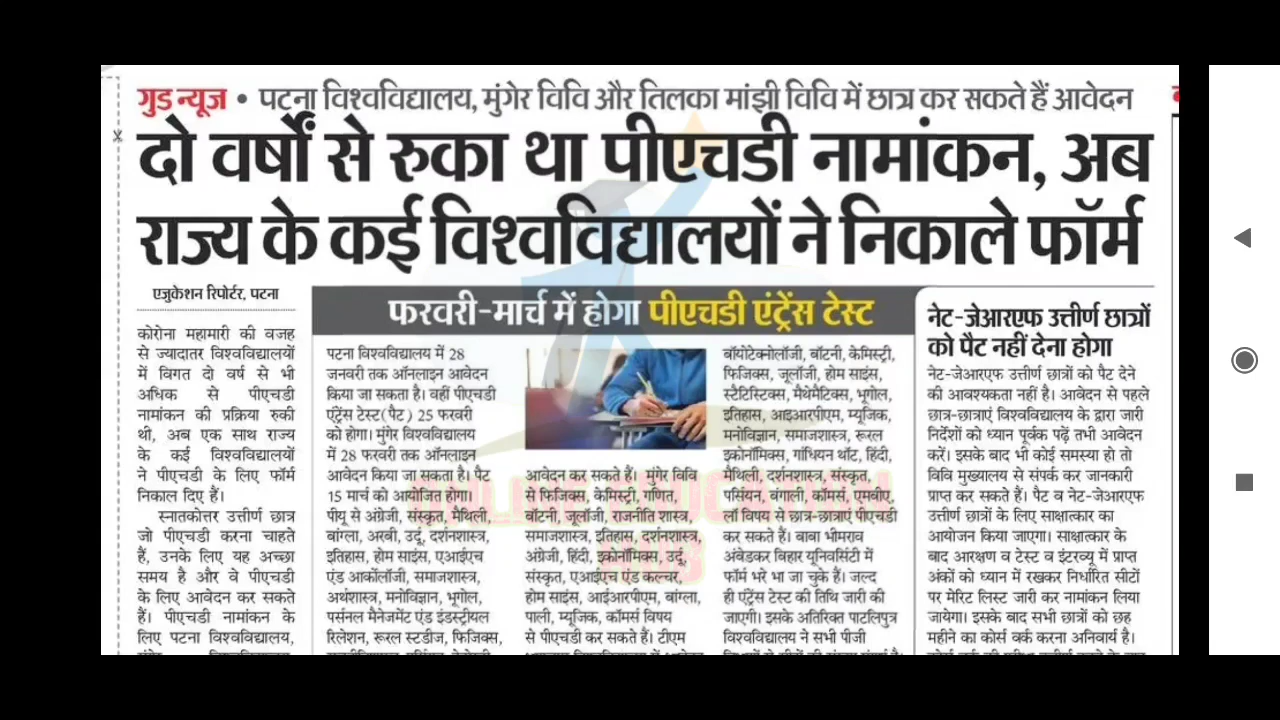 गुड न्यूज • पटना विश्वविद्यालय, मुंगेर विवि और तिलका मांझी विवि में छात्र कर सकते हैं आवेदन
दो वर्षों से रुका था पीएचडी नामांकन, अब
राज्य के कई विश्वविद्यालयों ने निकाले फॉर्म
एजुकेशन रिपोर्टर, पटना
कोरोना महामारी की वजह
से ज्यादातर विश्वविद्यालयों
में विगत दो वर्ष से भी
अधिक से पीएचडी
नामांकन की प्रक्रिया रुकी
थी, अब एक साथ राज्य
के कई विश्वविद्यालयों
ने पीएचडी के लिए फॉर्म
निकाल दिए हैं।
स्नातकोत्तर उत्तीर्ण छात्र
जो पीएचडी करना चाहते
हैं, उनके लिए यह अच्छा
समय है और वे पीएचडी
के लिए आवेदन कर सकते
हैं। पीएचडी नामांकन के
लिए पटना विश्वविद्यालय,
फरवरी-मार्च में होगा पीएचडी एंट्रेंस टेस्ट
पटना विश्वविद्यालय में 28
जनवरी तक ऑनलाइन आवेदन
किया जा सकता है। वहीं पीएचडी
एंट्रेंस टेस्ट (पैट) 25 फरवरी
को होगा। मुंगेर विश्वविद्यालय
में 28 फरवरी तक ऑनलाइन
आवेदन किया जा सकता है। पैट
15 मार्च को आयोजित होगा।
पीयू से अंग्रेजी, संस्कृत, मैथिली,
बांग्ला, अरबी, उर्दू, दर्शनशास्त्र,
इतिहास, होम साइंस, एआईएच
एंड आर्कोलॉजी, समाजशास्त्र,
अर्थशास्त्र, मनोविज्ञान, भूगोल,
पर्सनल मैनेजमेंट एंड इंडस्ट्रीयल
रिलेशन, रूरल स्टडीज, फिजिक्स,
आवेदन कर सकते हैं। मुंगेर विवि
से फिजिक्स, केमिस्ट्री, गणित,
बॉटनी, जूलॉजी, राजनीति शास्त्र,
समाजशास्त्र, इतिहास, दर्शनशास्त्र,
अंग्रेजी, हिंदी, इकोनॉमिक्स, उर्दू,
संस्कृत, एआईएच एंड कल्चर,
होम साइंस, आईआरपीएम, बांग्ला,
पाली, म्यूजिक, कॉमर्स विषय
से पीएचडी कर सकते हैं। टीएम
बॉयोटेक्नोलॉजी, बॉटनी, केमिस्ट्री,
फिजिक्स, जूलॉजी, होम साइंस,
स्टैटिस्टिक्स, मैथेमैटिक्स, भूगोल,
इतिहास, आइआरपीएम, म्यूजिक,
मनोविज्ञान, समाजशास्त्र, रूरल
इकोनॉमिक्स, गांधियन थॉट, हिंदी,
मैथिली, दर्शनशास्त्र, संस्कृत,
पर्सियन, बंगाली, कॉमर्स, एमबीए,
लॉ विषय से छात्र-छात्राएं पीएचडी
कर सकते हैं। बाबा भीमराव
अंबेडकर बिहार यूनिवर्सिटी में
फॉर्म भरे भा जा चुके हैं। जल्द
ही एंट्रेंस टेस्ट की तिथि जारी की
जाएगी। इसके अतिरिक्त पाटलिपुत्र
विश्वविद्यालय ने सभी पीजी
नेट-जेआरएफ उत्तीर्ण छात्रों
को पैट नहीं देना होगा
नेट-जेआरएफ उत्तीर्ण छात्रों को पैट देने
की आवश्यकता नहीं है। आवेदन से पहले
छात्र-छात्राएं विश्वविद्यालय के द्वारा जारी
निर्देशों को ध्यान पूर्वक पढ़ें तभी आवेदन
करें। इसके बाद भी कोई समस्या हो तो
विवि मुख्यालय से संपर्क कर जानकारी
प्राप्त कर सकते हैं। पैट व नेट-जेआरएफ
उत्तीर्ण छात्रों के लिए साक्षात्कार का
आयोजन किया जाएगा। साक्षात्कार के
बाद आरक्षण व टेस्ट व इंटरव्यू में प्राप्त
अंकों को ध्यान में रखकर निर्धारित सीटों
पर मेरिट लिस्ट जारी कर नामांकन लिया
जायेगा। इसके बाद सभी छात्रों को छह
महीने का कोर्स वर्क करना अनिवार्य है।
ONLINE EDUCATION
HUB